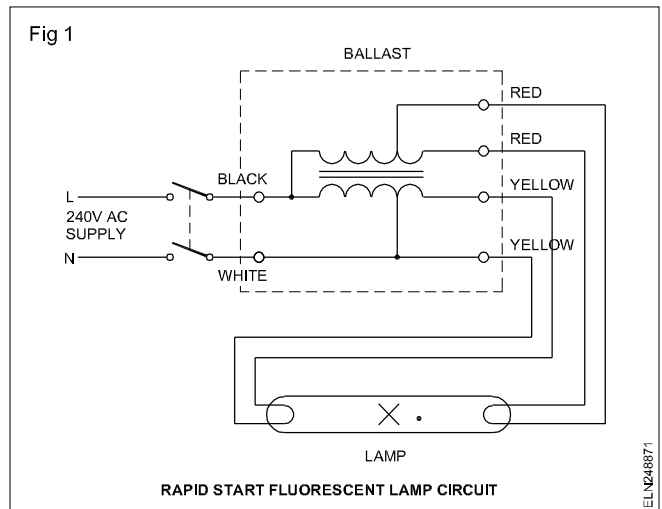 Fig 1
BALLAST
RED
RED
BLACK
YELLOW
L
240V AC
SUPPLY
N
YELLOW
WHITE
LAMP
RAPID START FLUORESCENT LAMP CIRCUIT
ELN248871